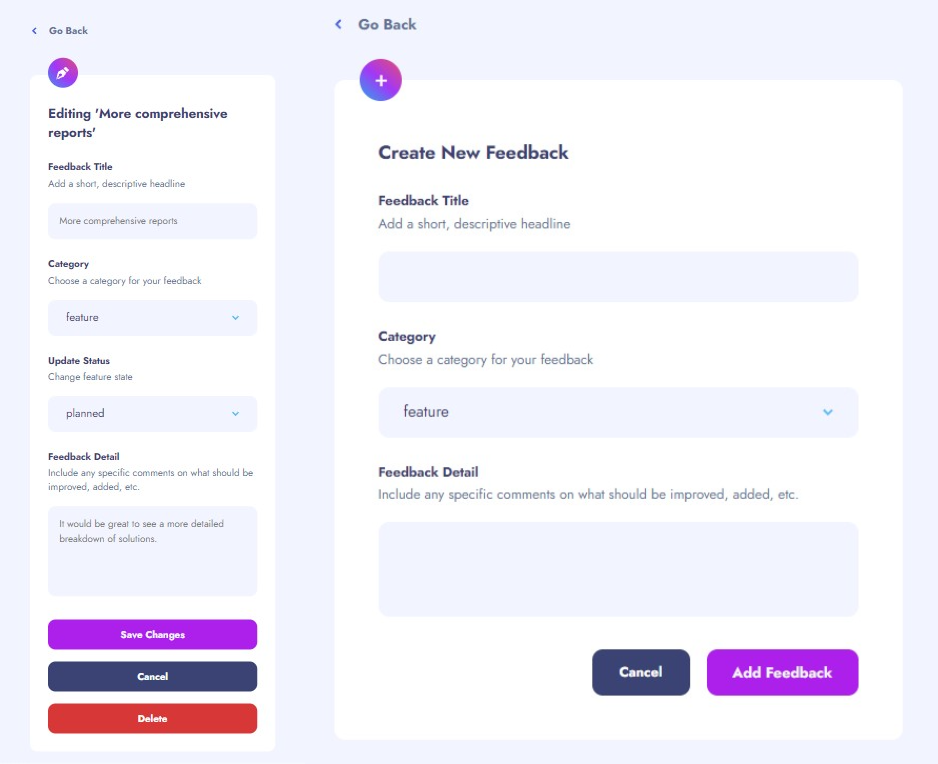 Go Back
Editing 'More comprehensive
reports'
Feedback Title
Add a short, descriptive headline
More comprehensive reports
Category
Choose a category for your feedback
feature
Update Status
Change feature state
planned
Feedback Detail
Include any specific comments on what should be
improved, added, etc.
It would be great to see a more detailed
breakdown of solutions.
Save Changes
Cancel
Delete
Go Back
Create New Feedback
Feedback Title
Add a short, descriptive headline
Category
Choose a category for your feedback
feature
Feedback Detail
Include any specific comments on what should be improved, added, etc.
Cancel
Add Feedback